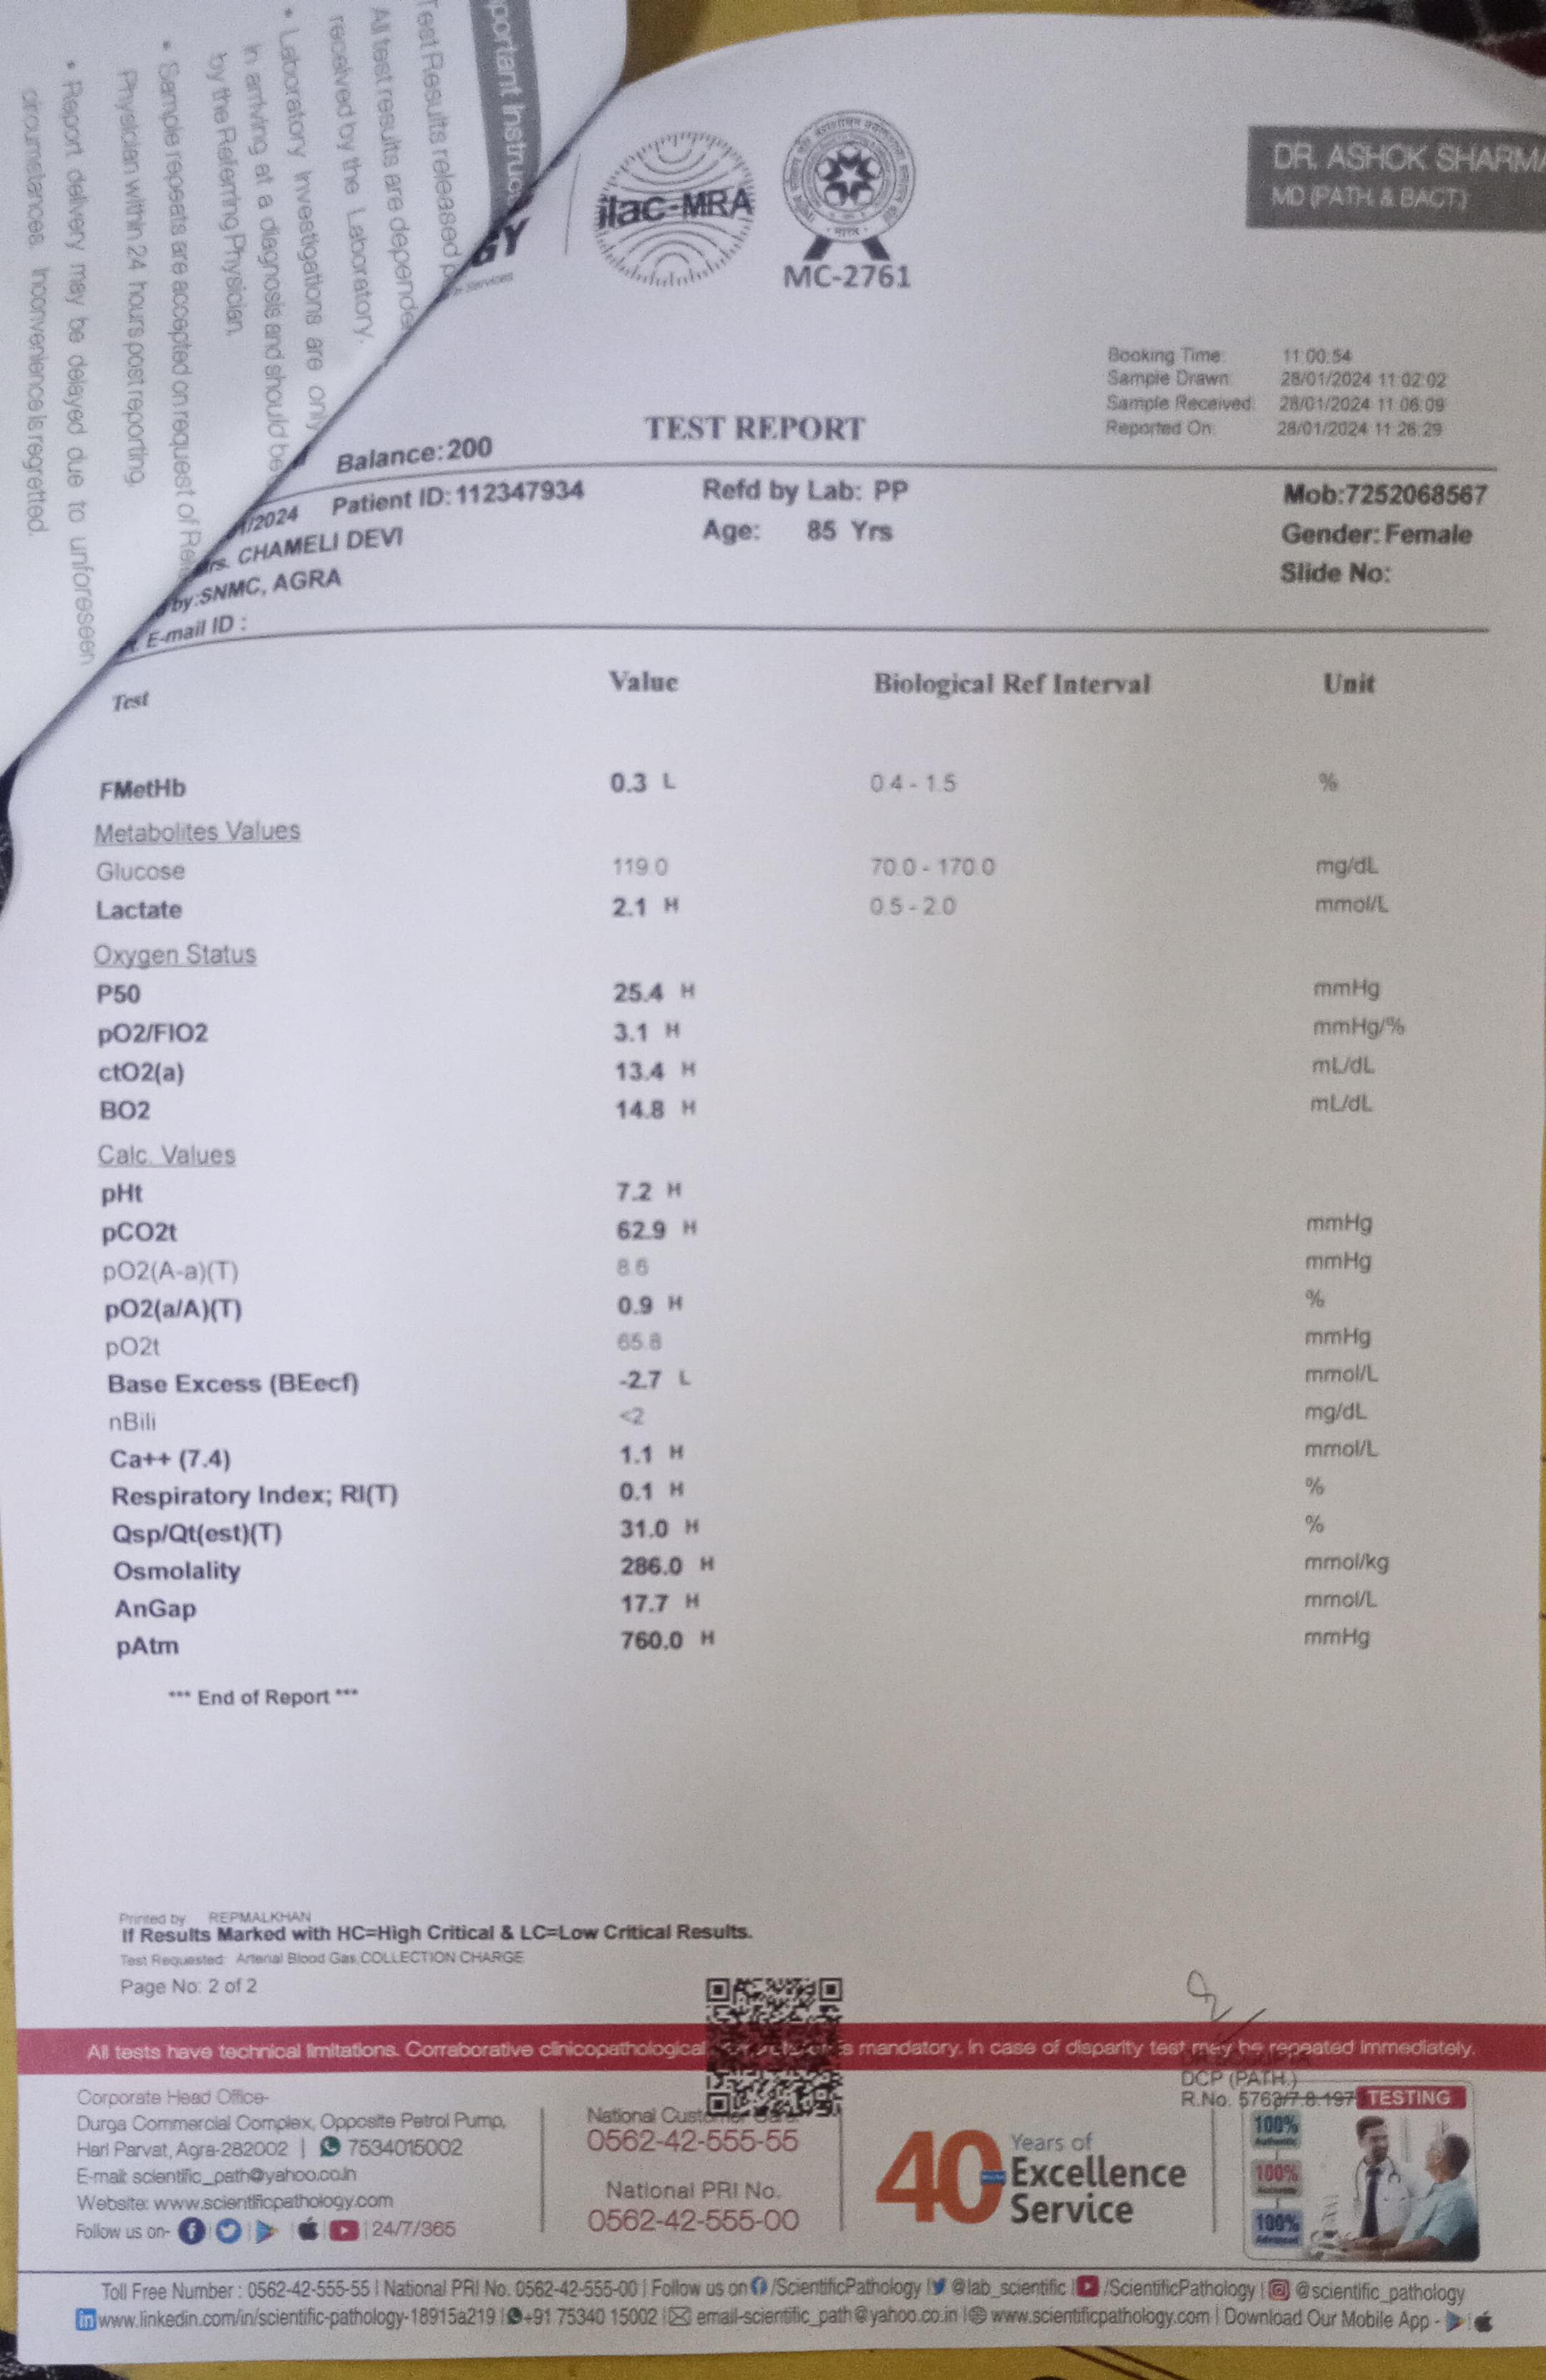 portant Instruc
Test Results released p
All test results are depende
received by the Laboratory.
• Laboratory investigations are only
in arriving at a diagnosis and should be
by the Referring Physician.
• Sample repeats are accepted on request of Re
Physician within 24 hours post reporting.
• Report delivery may be delayed due to unforeseen
circumstances. Inconvenience is regretted.
GY
Services
ilac-MRA
MC-2761
DR. ASHOK SHARMA
MD (PATH. & BACT.)
Booking Time: 11:00:54
Sample Drawn: 28/01/2024 11:02:02
Sample Received: 28/01/2024 11:06:09
Reported On: 28/01/2024 11:26:29
TEST REPORT
Balance:200
/2024 Patient ID:112347934 Refd by Lab: PP Mob:7252068567
rs. CHAMELI DEVI Age: 85 Yrs Gender:Female
by:SNMC, AGRA Slide No:
E-mail ID :
Test Value Biological Ref Interval Unit
FMetHb 0.3 L 0.4 - 1.5 %
Metabolites Values
Glucose 119.0 70.0 - 170.0 mg/dL
Lactate 2.1 H 0.5 - 2.0 mmol/L
Oxygen Status
P50 25.4 H mmHg
pO2/FIO2 3.1 H mmHg/%
ctO2(a) 13.4 H mL/dL
BO2 14.8 H mL/dL
Calc. Values
pHt 7.2 H
pCO2t 62.9 H mmHg
pO2(A-a)(T) 8.6 mmHg
pO2(a/A)(T) 0.9 H %
pO2t 65.8 mmHg
Base Excess (BEecf) -2.7 L mmol/L
nBili <2 mg/dL
Ca++ (7.4) 1.1 H mmol/L
Respiratory Index; RI(T) 0.1 H %
Qsp/Qt(est)(T) 31.0 H %
Osmolality 286.0 H mmol/kg
AnGap 17.7 H mmol/L
pAtm 760.0 H mmHg
*** End of Report ***
Printed by REPMALKHAN
If Results Marked with HC=High Critical & LC=Low Critical Results.
Test Requested: Arterial Blood Gas,COLLECTION CHARGE
Page No: 2 of 2
All tests have technical limitations. Corraborative clinicopathological is mandatory. In case of disparity test may be repeated immediately.
DCP (PATH.)
R.No. 5763/7.8.197
TESTING
Corporate Head Office-
Durga Commercial Complex, Opposite Petrol Pump,
Hari Parvat, Agra-282002 | 7534015002
E-mail: scientific_path@yahoo.co.in
Website: www.scientificpathology.com
Follow us on- | 24/7/365
National Customer Care:
0562-42-555-55
National PRI No.
0562-42-555-00
40 Years of
Excellence
Service
100%
Authentic
100%
Accurate
100%
Advanced
Toll Free Number : 0562-42-555-55 | National PRI No. 0562-42-555-00 | Follow us on /ScientificPathology | @lab_scientific | /ScientificPathology | @scientific_pathology
www.linkedin.com/in/scientific-pathology-18915a219 | +91 75340 15002 | email-scientific_path@yahoo.co.in | www.scientificpathology.com | Download Our Mobile App -